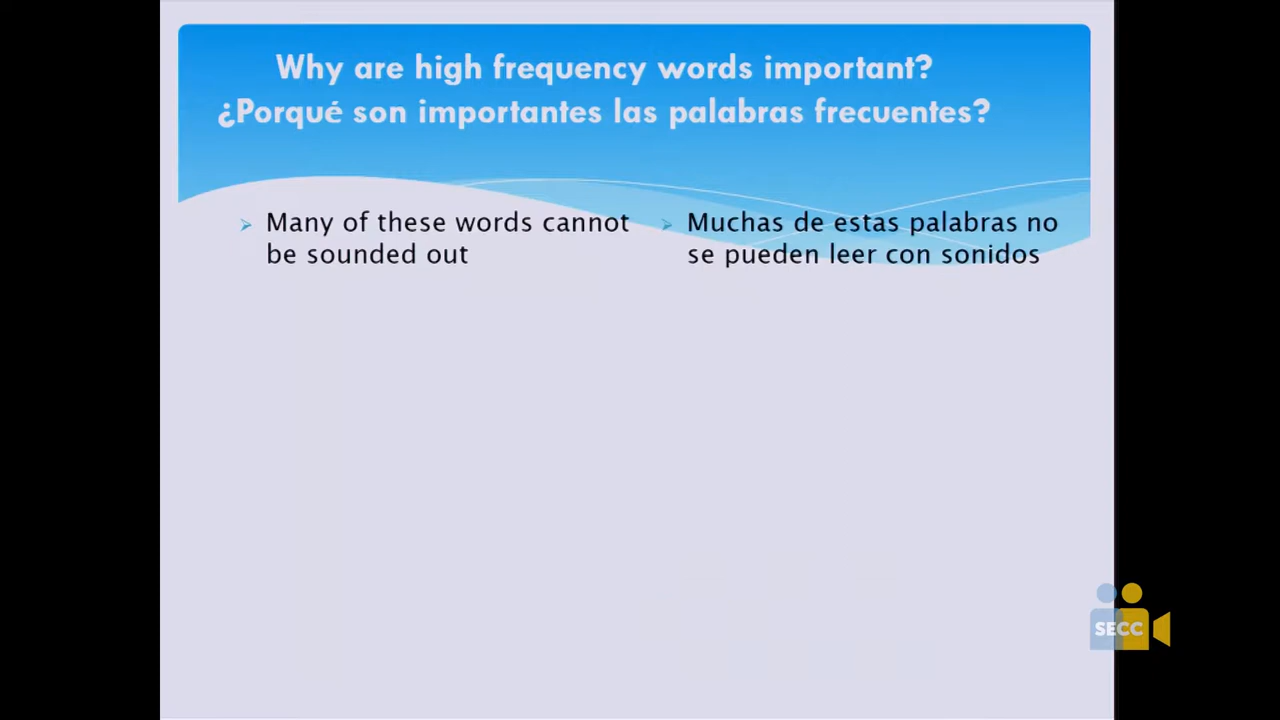 Why are high frequency words important?
¿Porqué son importantes las palabras frecuentes?
Many of these words cannot
be sounded out
Muchas de estas palabras no
se pueden leer con sonidos
SECC